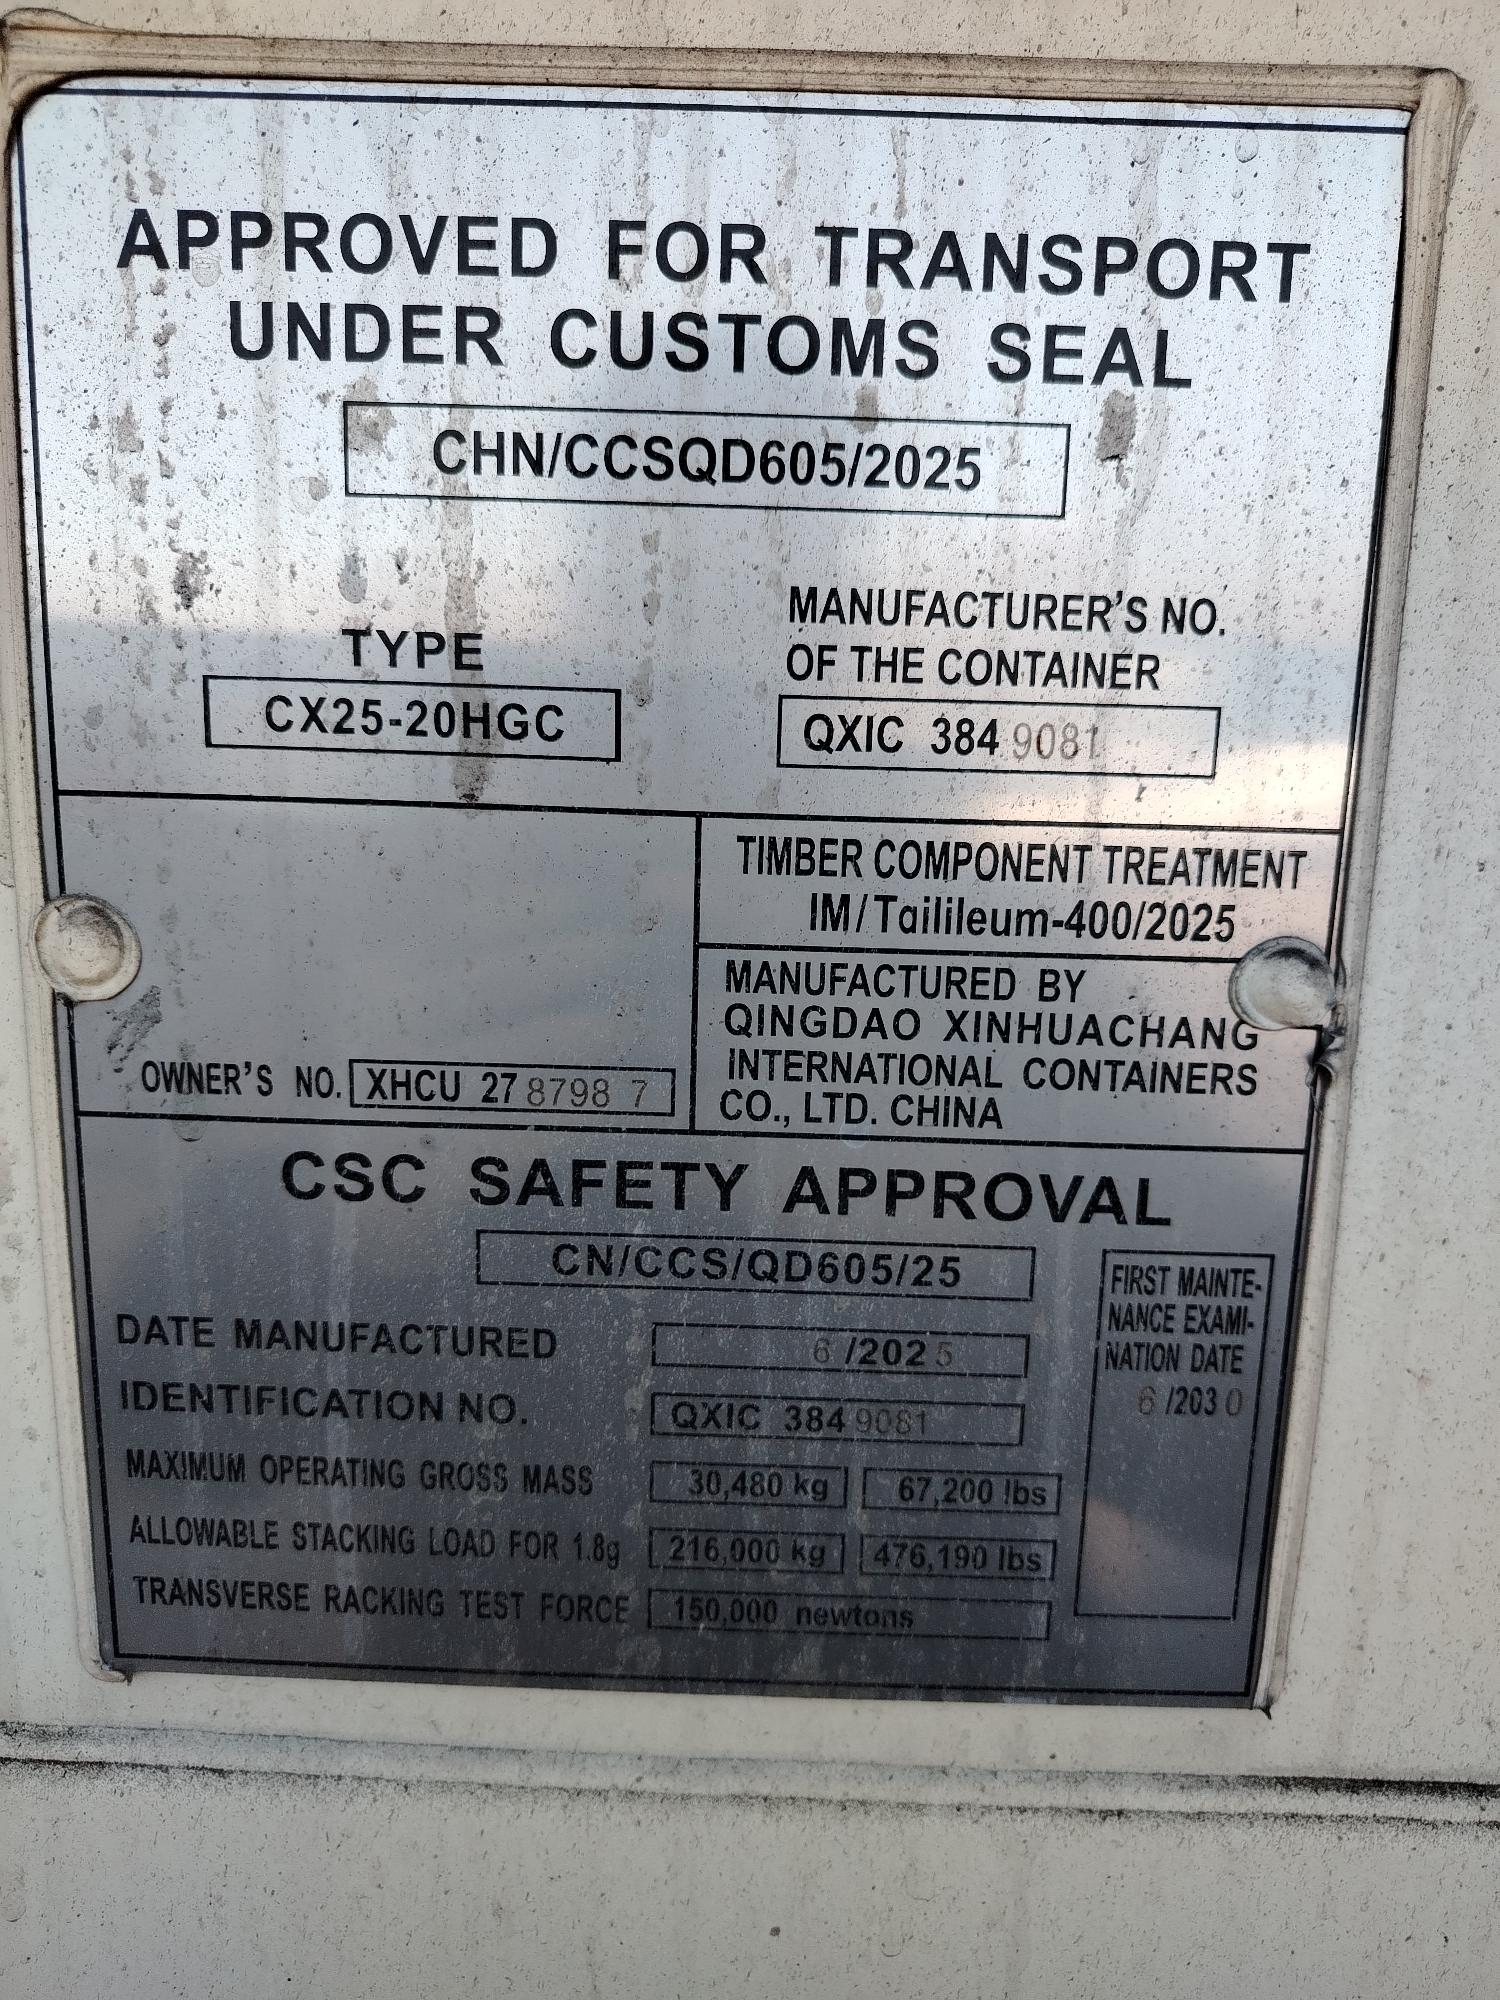 APPROVED FOR TRANSPORT
UNDER CUSTOMS SEAL
CHN/CCSQD605/2025
TYPE
CX25-20HGC
MANUFACTURER'S NO.
OF THE CONTAINER
QXIC 384 9081
TIMBER COMPONENT TREATMENT
IM/Tailileum-400/2025
MANUFACTURED BY
QINGDAO XINHUACHANG
INTERNATIONAL CONTAINERS
CO., LTD. CHINA
OWNER'S NO. XHCU 27 8798 7
CSC SAFETY APPROVAL
CN/CCS/QD605/25
DATE MANUFACTURED 6 /2025
IDENTIFICATION NO. QXIC 384 9081
MAXIMUM OPERATING GROSS MASS 30,480 kg 67,200 lbs
ALLOWABLE STACKING LOAD FOR 1.8g 216,000 kg 476,190 lbs
TRANSVERSE RACKING TEST FORCE 150,000 newtons
FIRST MAINTE-
NANCE EXAMI-
NATION DATE
6 /2030